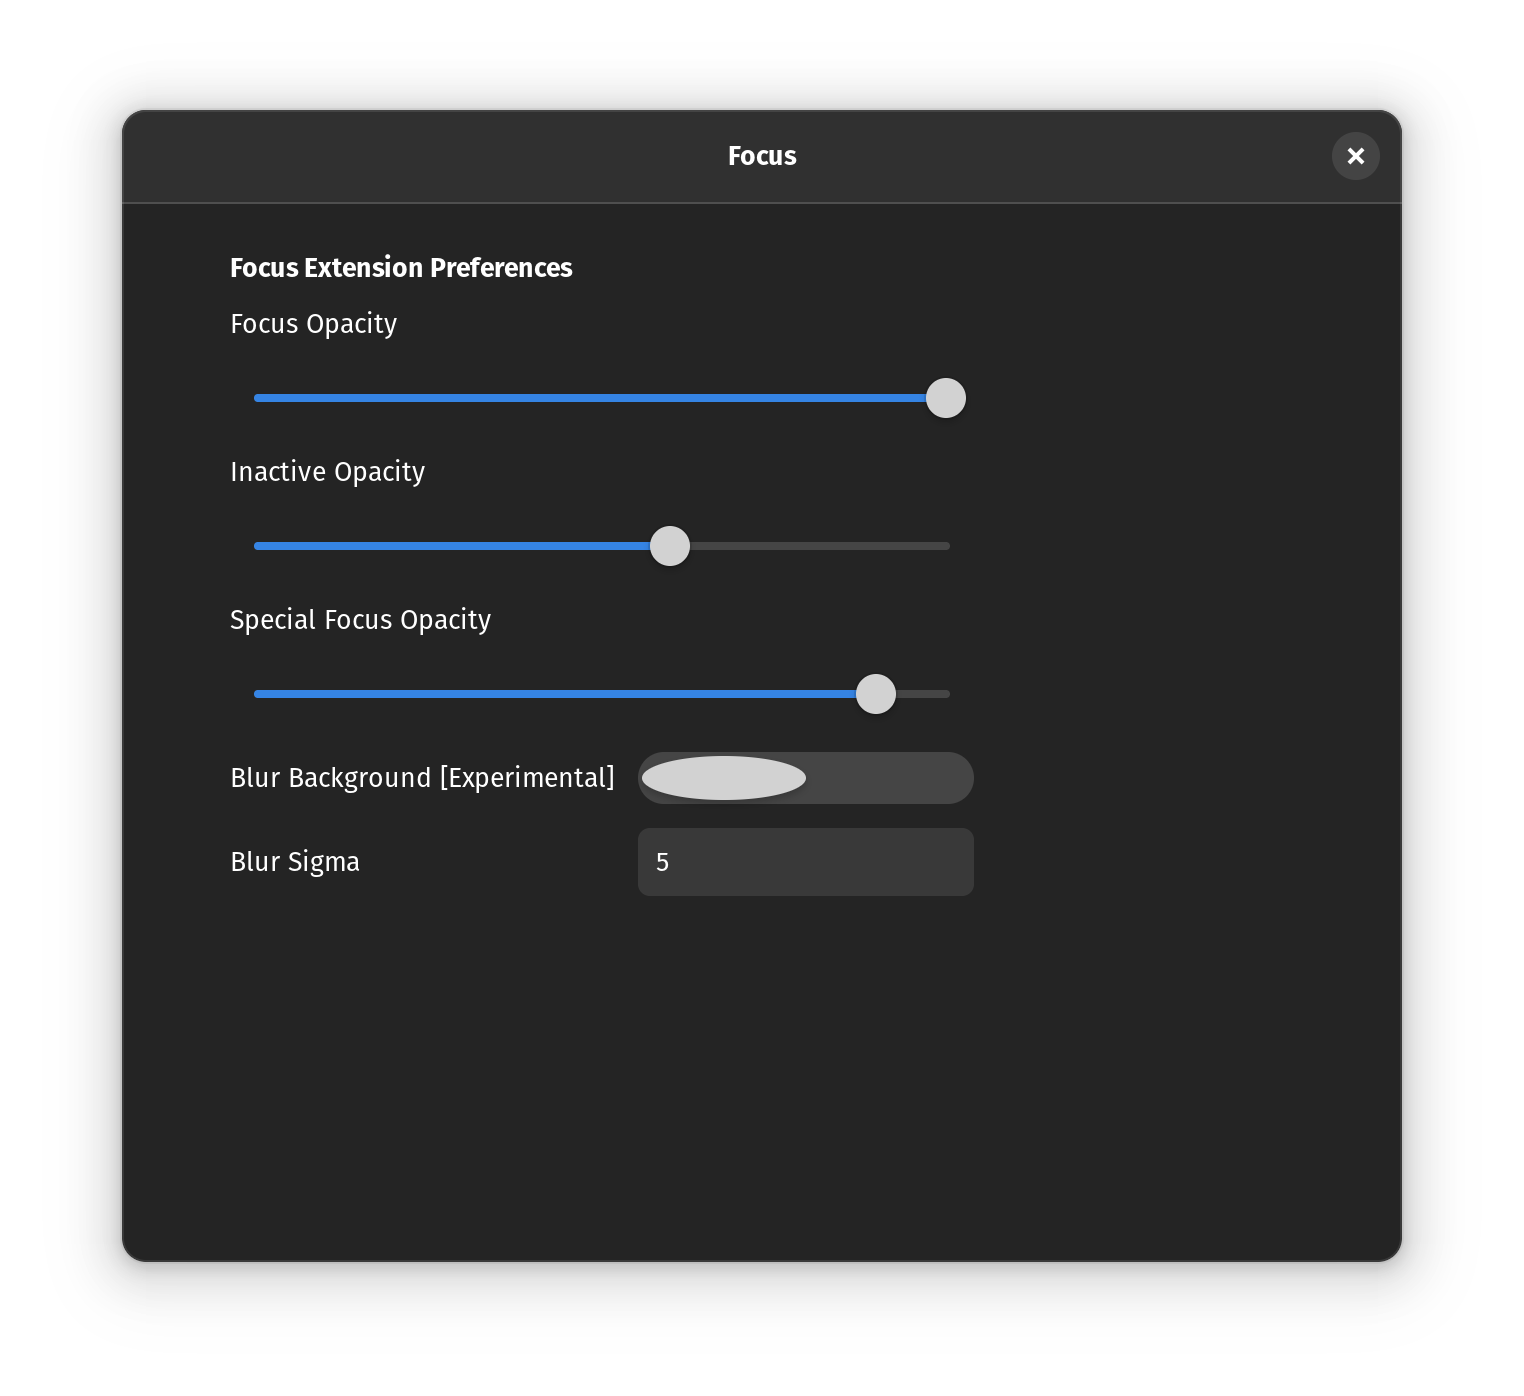 Focus
Focus Extension Preferences
Focus Opacity
Inactive Opacity
Special Focus Opacity
Blur Background [Experimental]
Blur Sigma
5